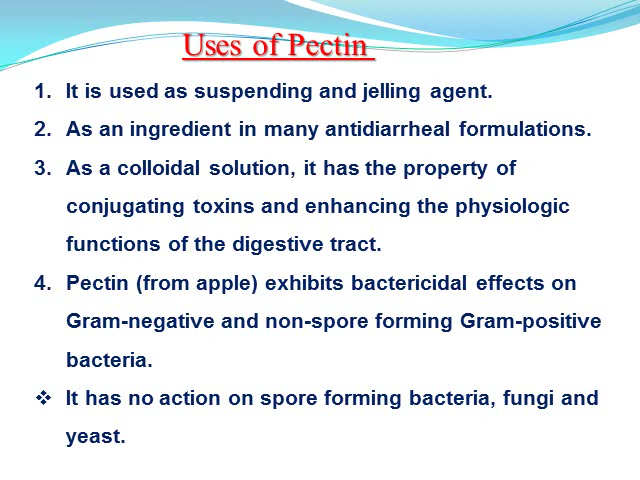 Uses of Pectin
1. It is used as suspending and jelling agent.
2. As an ingredient in many antidiarrheal formulations.
3. As a colloidal solution, it has the property of
conjugating toxins and enhancing the physiologic
functions of the digestive tract.
4. Pectin (from apple) exhibits bactericidal effects on
Gram-negative and non-spore forming Gram-positive
bacteria.
❖ It has no action on spore forming bacteria, fungi and
yeast.